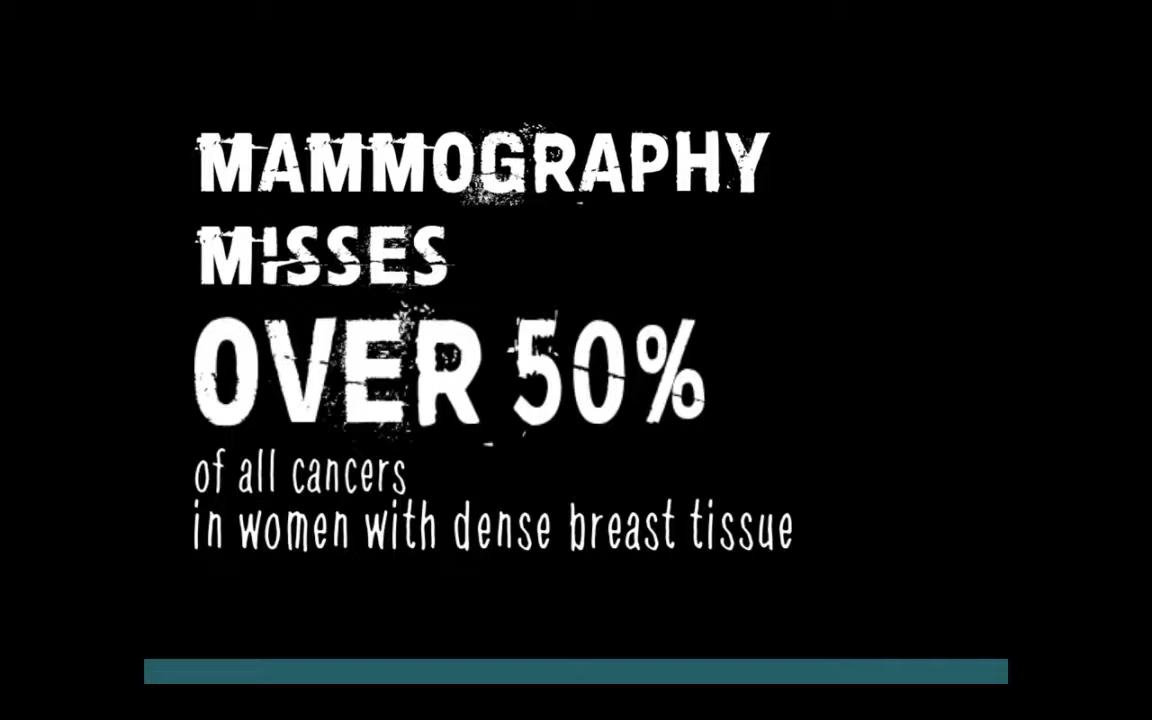 MAMMOGRAPHY
MISSES
OVER 50%
of all cancers
in women with dense breast tissue